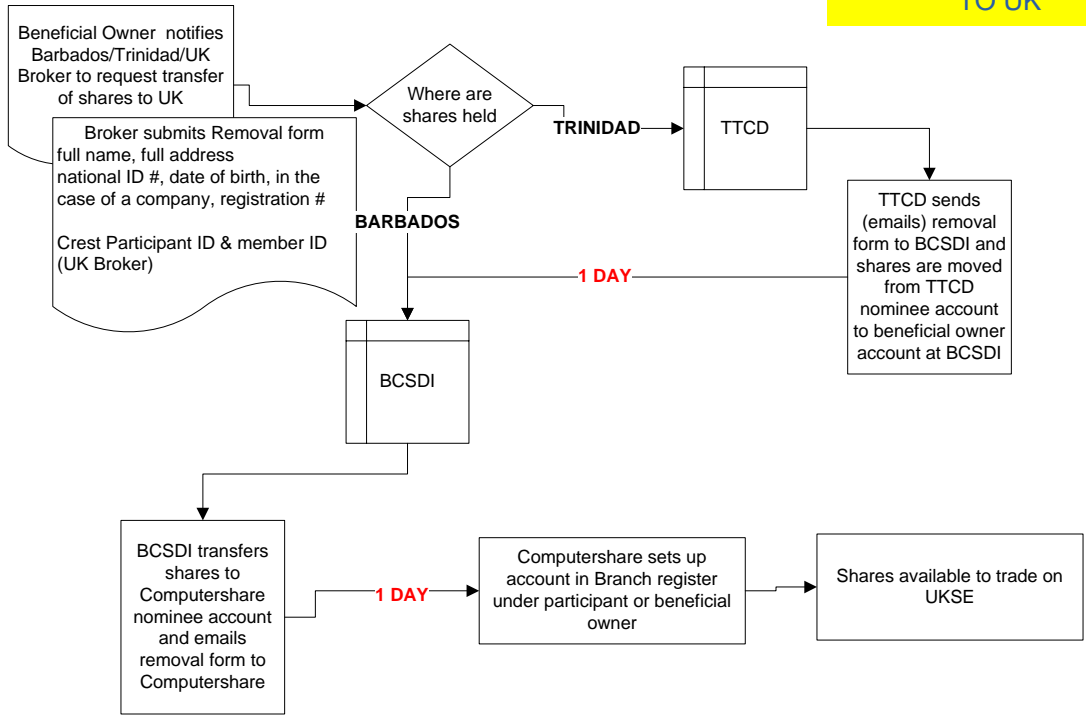 TO UK
Beneficial Owner notifies
Barbados/Trinidad/UK
Broker to request transfer
of shares to UK
Broker submits Removal form
full name, full address
national ID #, date of birth, in the
case of a company, registration #
Crest Participant ID & member ID
(UK Broker)
Where are
shares held
TRINIDAD
TTCD
BARBADOS
TTCD sends
(emails) removal
form to BCSDI and
shares are moved
from TTCD
nominee account
to beneficial owner
account at BCSDI
1 DAY
BCSDI
BCSDI transfers
shares to
Computershare
nominee account
and emails
removal form to
Computershare
1 DAY
Computershare sets up
account in Branch register
under participant or beneficial
owner
Shares available to trade on
UKSE